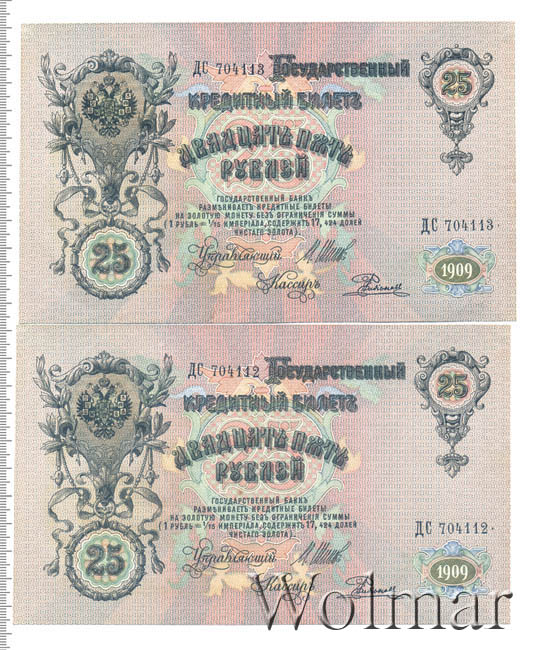 ДС 704113 Государственный
Кредитный Билетъ
Двадцать пять
рублей
25
ГОСУДАРСТВЕННЫЙ БАНКЪ
РАЗМѢНИВАЕТЪ КРЕДИТНЫЕ БИЛЕТЫ
НА ЗОЛОТУЮ МОНЕТУ БЕЗЪ ОГРАНИЧЕНІЯ СУММЫ
(1 РУБЛЬ = 1/15 ИМПЕРІАЛА, СОДЕРЖИТЪ 17,424 ДОЛЕЙ
ЧИСТАГО ЗОЛОТА).
ДС 704113
25
Управляющій
Кассиръ
1909
ДС 704112 Государственный
Кредитный Билетъ
Двадцать пять
рублей
25
ГОСУДАРСТВЕННЫЙ БАНКЪ
РАЗМѢНИВАЕТЪ КРЕДИТНЫЕ БИЛЕТЫ
НА ЗОЛОТУЮ МОНЕТУ БЕЗЪ ОГРАНИЧЕНІЯ СУММЫ
(1 РУБЛЬ = 1/15 ИМПЕРІАЛА, СОДЕРЖИТЪ 17,424 ДОЛЕЙ
ЧИСТАГО ЗОЛОТА).
ДС 704112
25
Управляющій
Кассиръ
1909
Wolmar